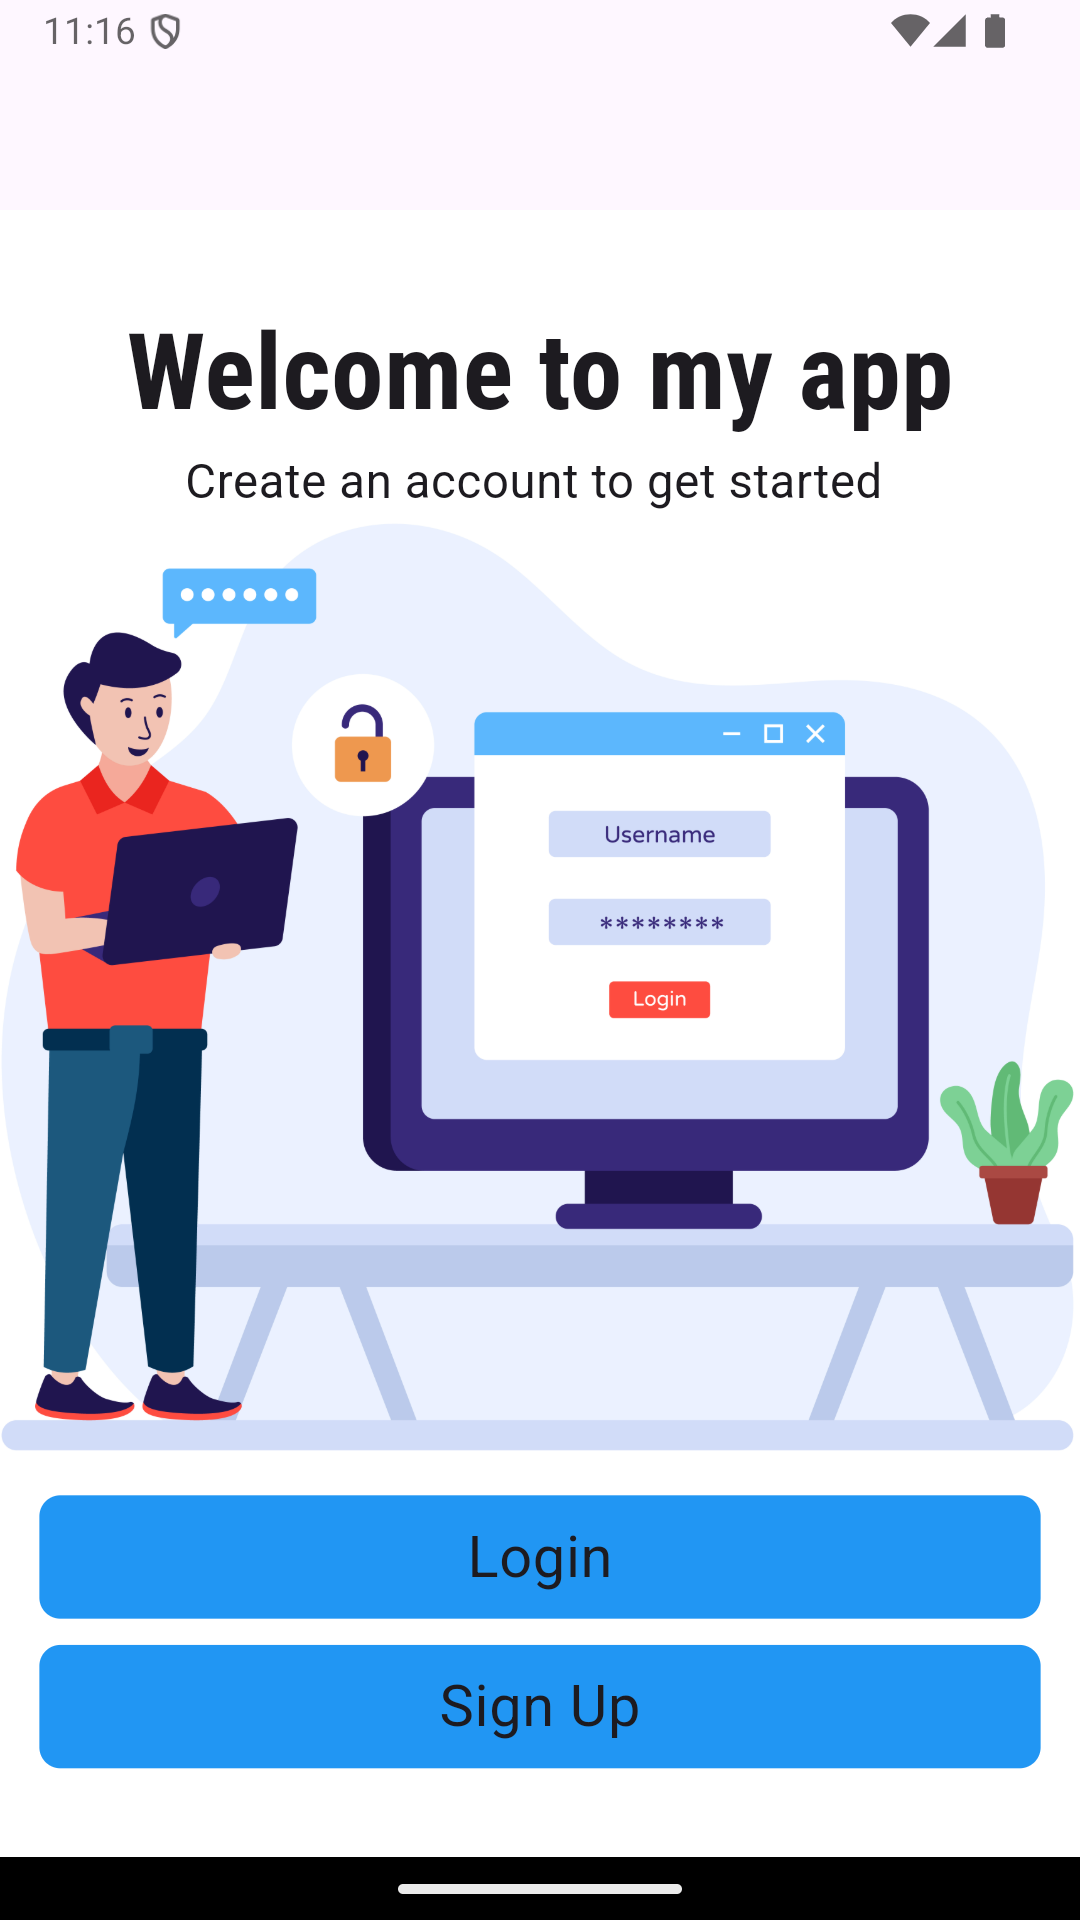 11:16
Welcome to my app
Create an account to get started
Username
********
Login
Login
Sign Up